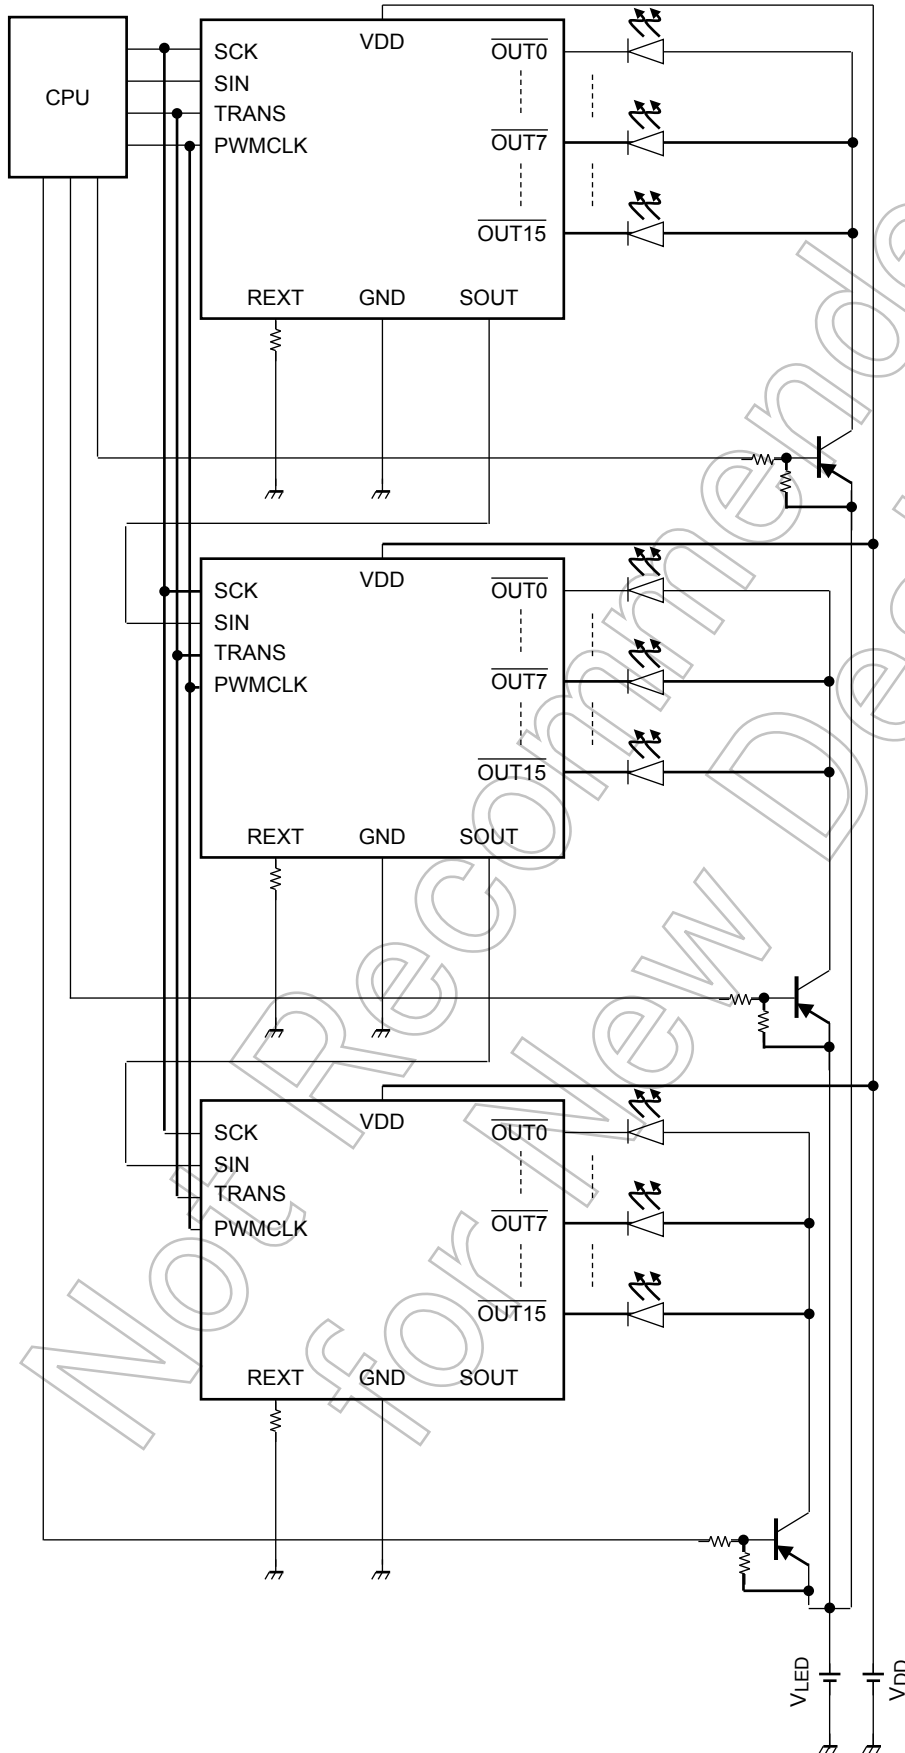 CPU
SCK
SIN
TRANS
PWMCLK
VDD
OUT0
OUT7
OUT15
REXT
GND
SOUT
SCK
SIN
TRANS
PWMCLK
VDD
OUT0
OUT7
OUT15
REXT
GND
SOUT
SCK
SIN
TRANS
PWMCLK
VDD
OUT0
OUT7
OUT15
REXT
GND
SOUT
VLED
VDD
Not Recommende
for New De